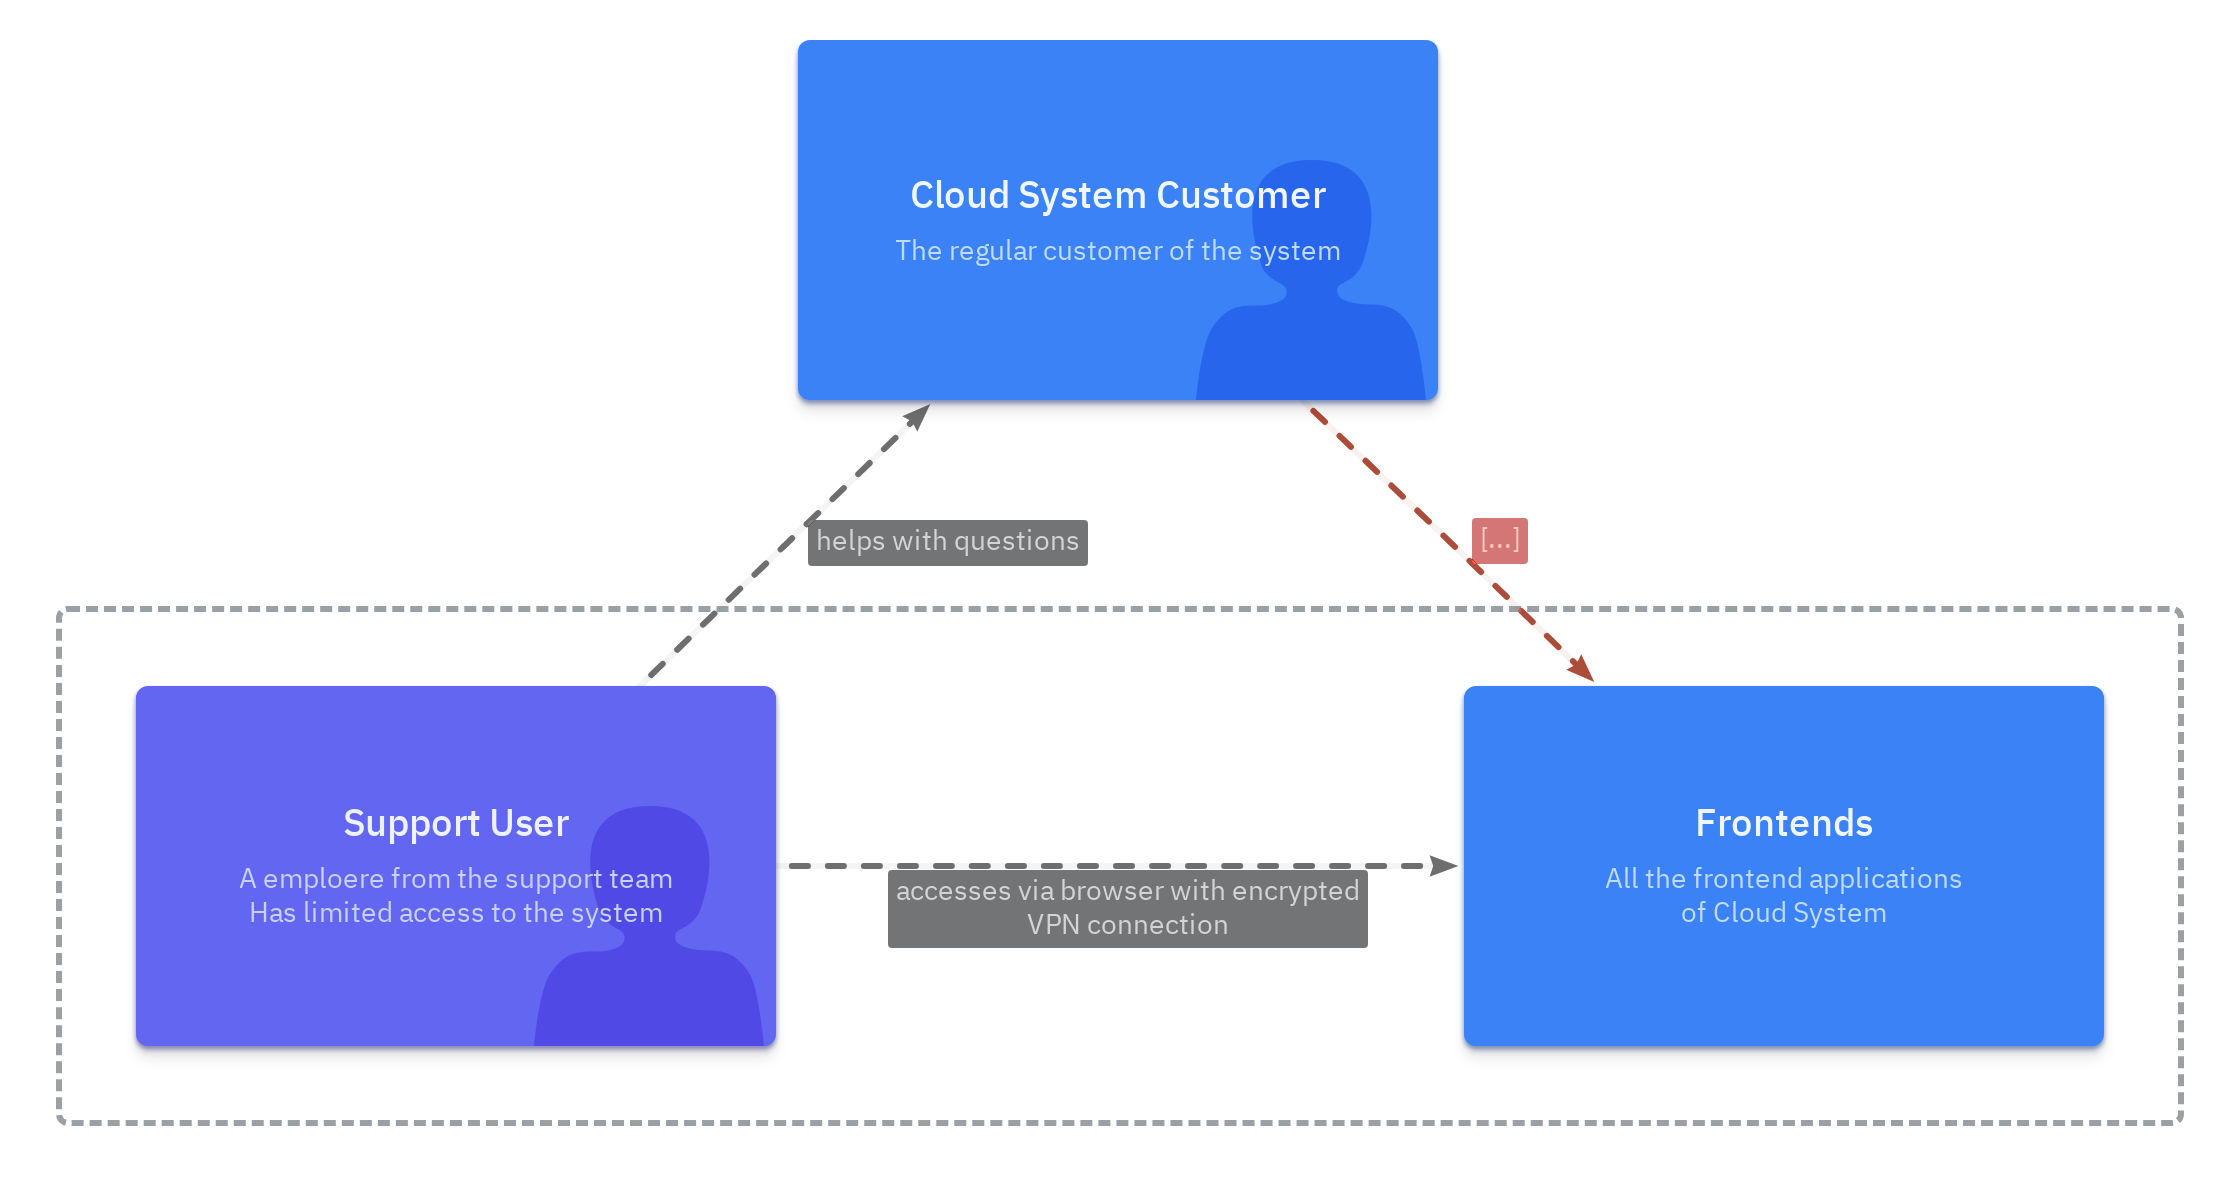 Cloud System Customer
The regular customer of the system
helps with questions
[...]
Support User
A emploere from the support team
Has limited access to the system
accesses via browser with encrypted
VPN connection
Frontends
All the frontend applications
of Cloud System